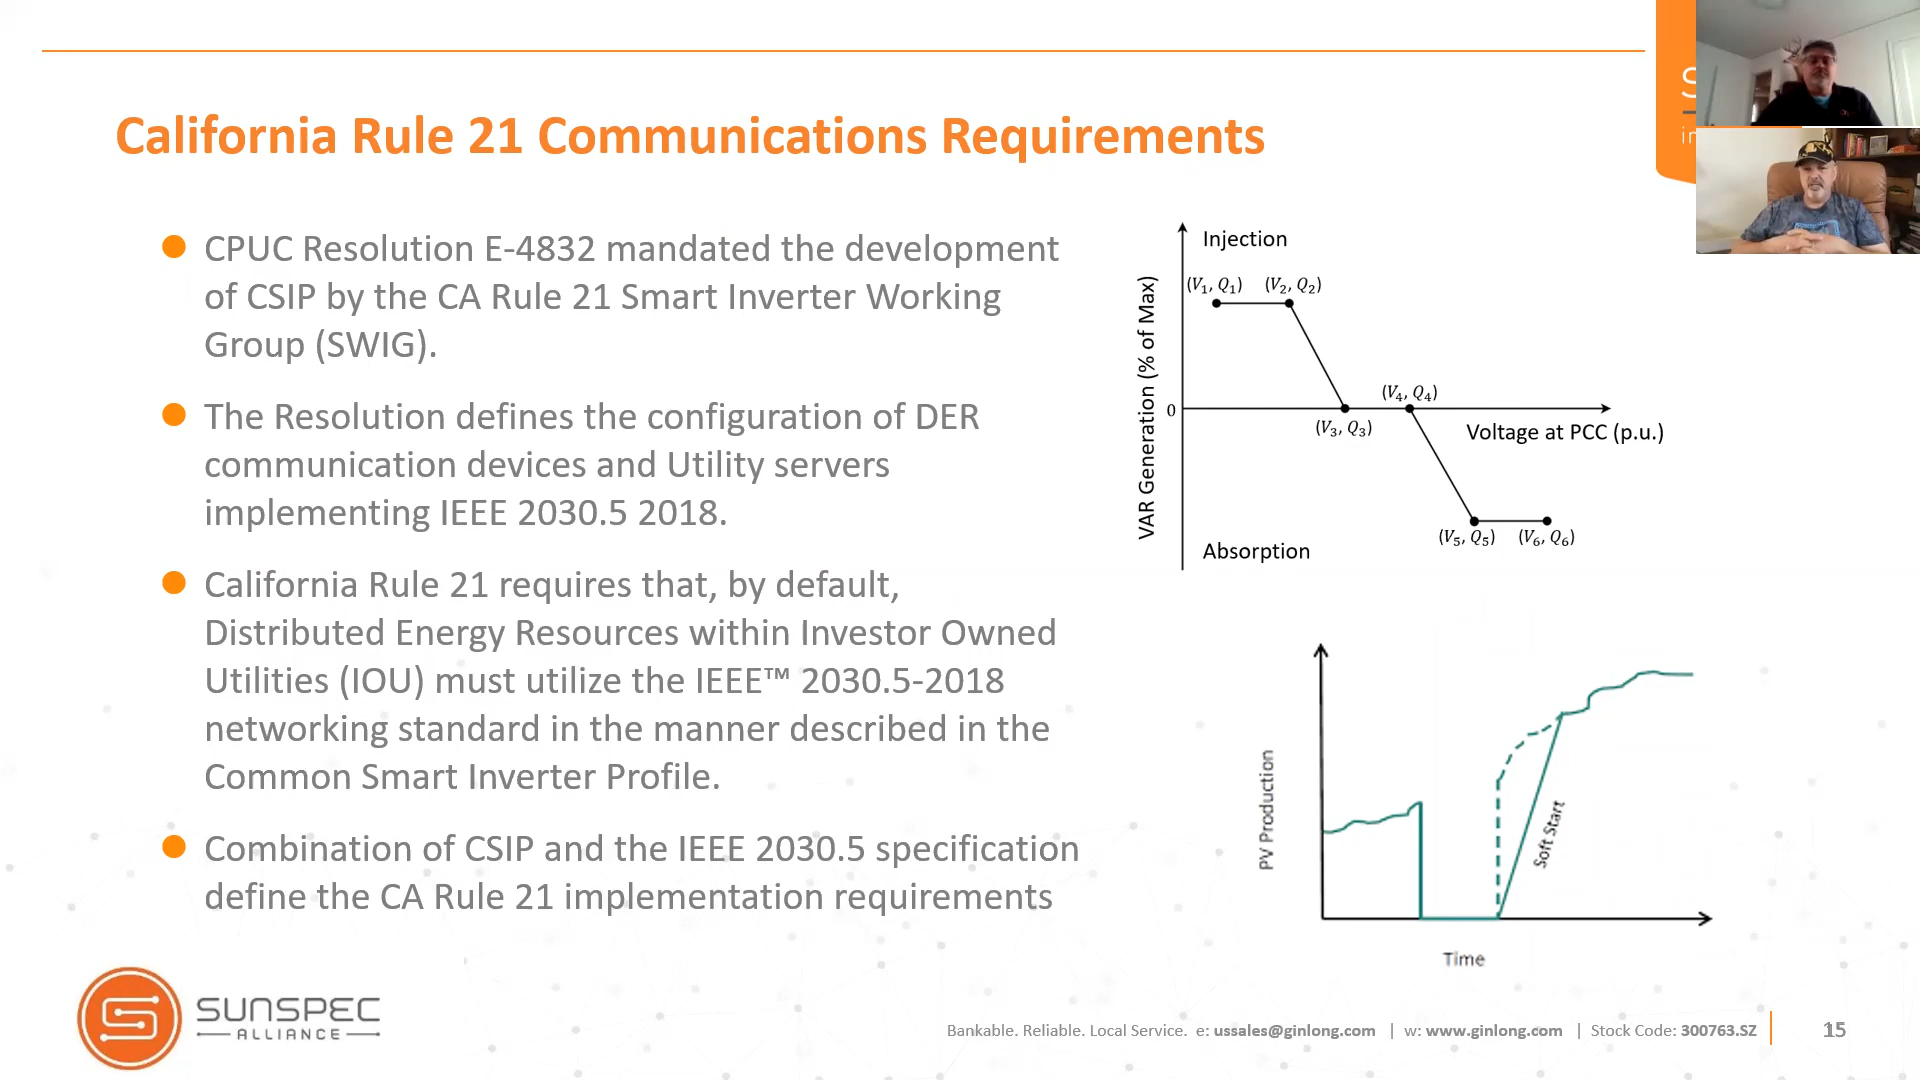 California Rule 21 Communications Requirements
CPUC Resolution E-4832 mandated the development
of CSIP by the CA Rule 21 Smart Inverter Working
Group (SWIG).
The Resolution defines the configuration of DER
communication devices and Utility servers
implementing IEEE 2030.5 2018.
California Rule 21 requires that, by default,
Distributed Energy Resources within Investor Owned
Utilities (IOU) must utilize the IEEE™ 2030.5-2018
networking standard in the manner described in the
Common Smart Inverter Profile.
Combination of CSIP and the IEEE 2030.5 specification
define the CA Rule 21 implementation requirements
Injection
(V₁, Q₁) (V₂, Q₂)
VAR Generation (% of Max)
(V₄, Q₄)
0
(V₃, Q₃)
Voltage at PCC (p.u.)
(V₅, Q₅) (V₆, Q₆)
Absorption
PV Production
Soft Start
Time
SUNSPEC
ALLIANCE
Bankable. Reliable. Local Service. e: ussales@ginlong.com | w: www.ginlong.com | Stock Code: 300763.SZ
15